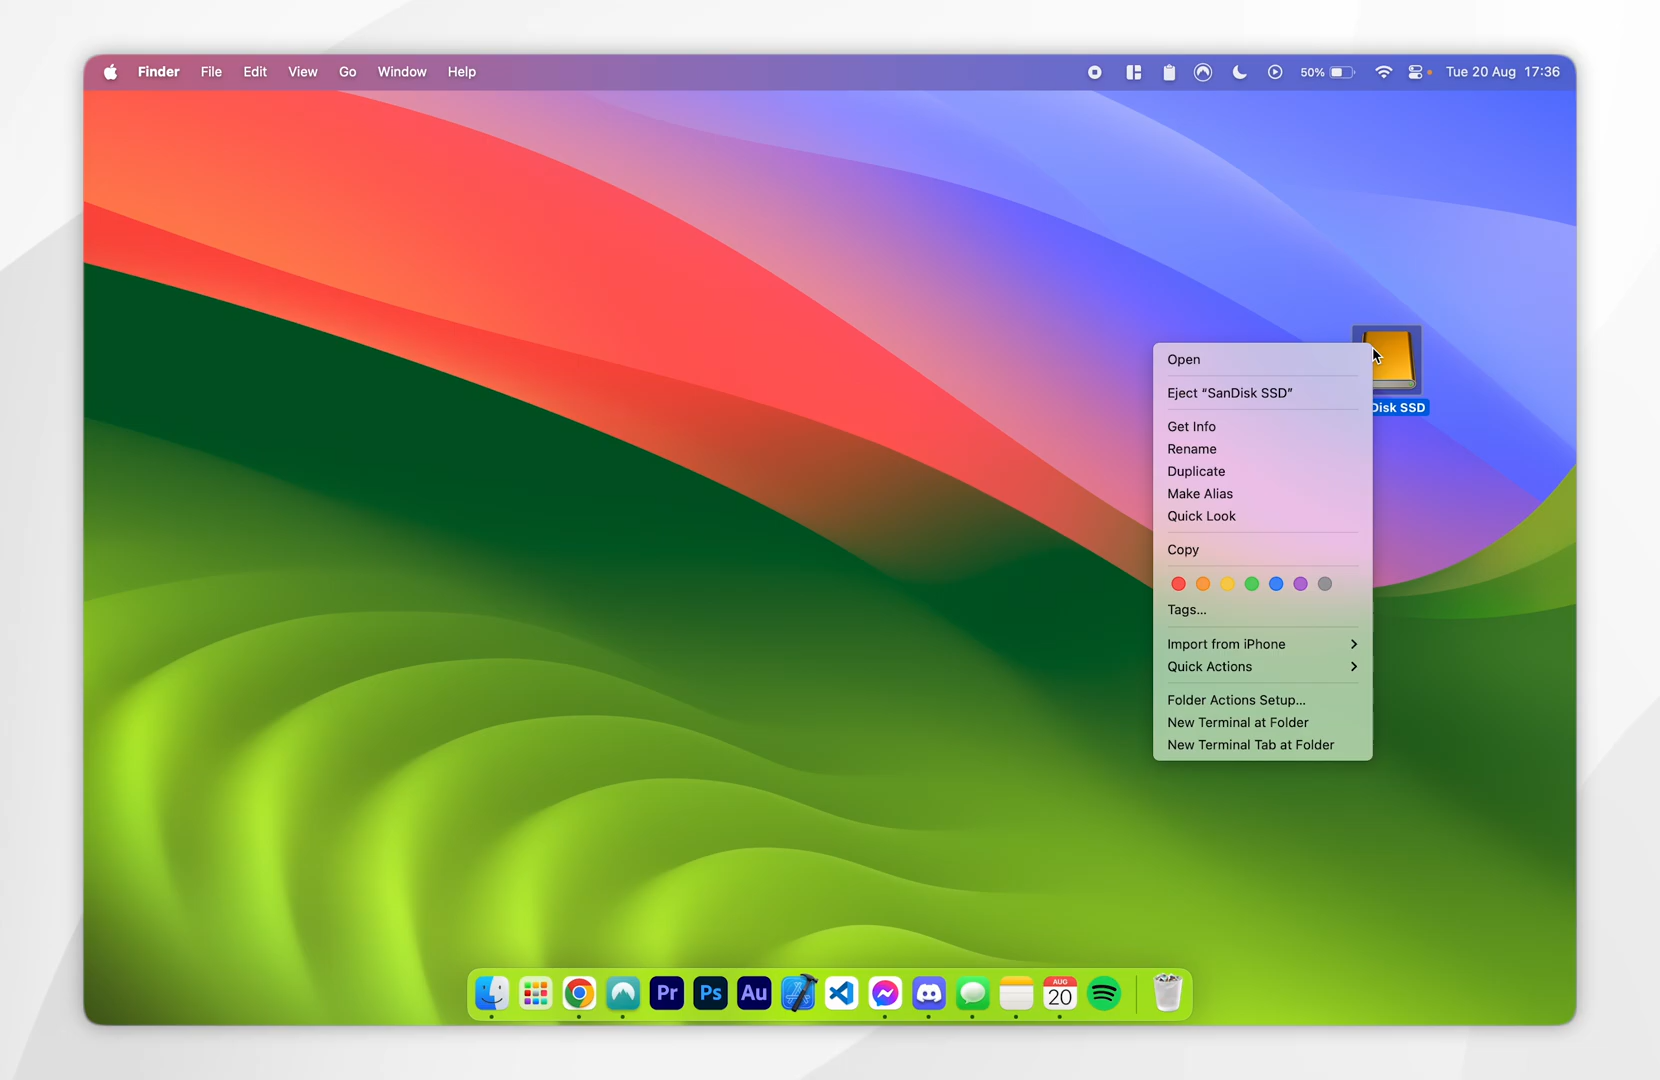 Finder File Edit View Go Window Help 50% Tue 20 Aug 17:36
Open
Eject “SanDisk SSD”
Disk SSD
Get Info
Rename
Duplicate
Make Alias
Quick Look
Copy
Tags...
Import from iPhone
Quick Actions
Folder Actions Setup...
New Terminal at Folder
New Terminal Tab at Folder
Pr Ps Au AUG
20